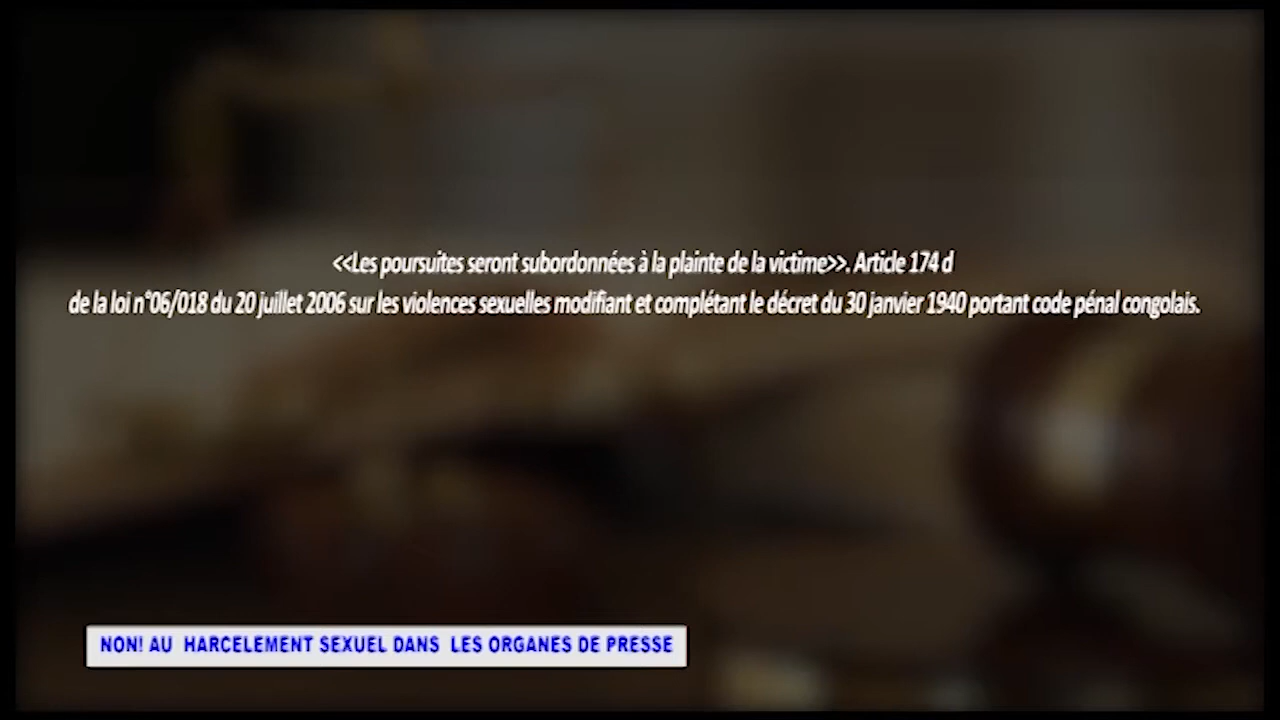 <<Les poursuites seront subordonnées à la plainte de la victime>>. Article 174 d
de la loi n°06/018 du 20 juillet 2006 sur les violences sexuelles modifiant et complétant le décret du 30 janvier 1940 portant code pénal congolais.
NON! AU HARCELEMENT SEXUEL DANS LES ORGANES DE PRESSE